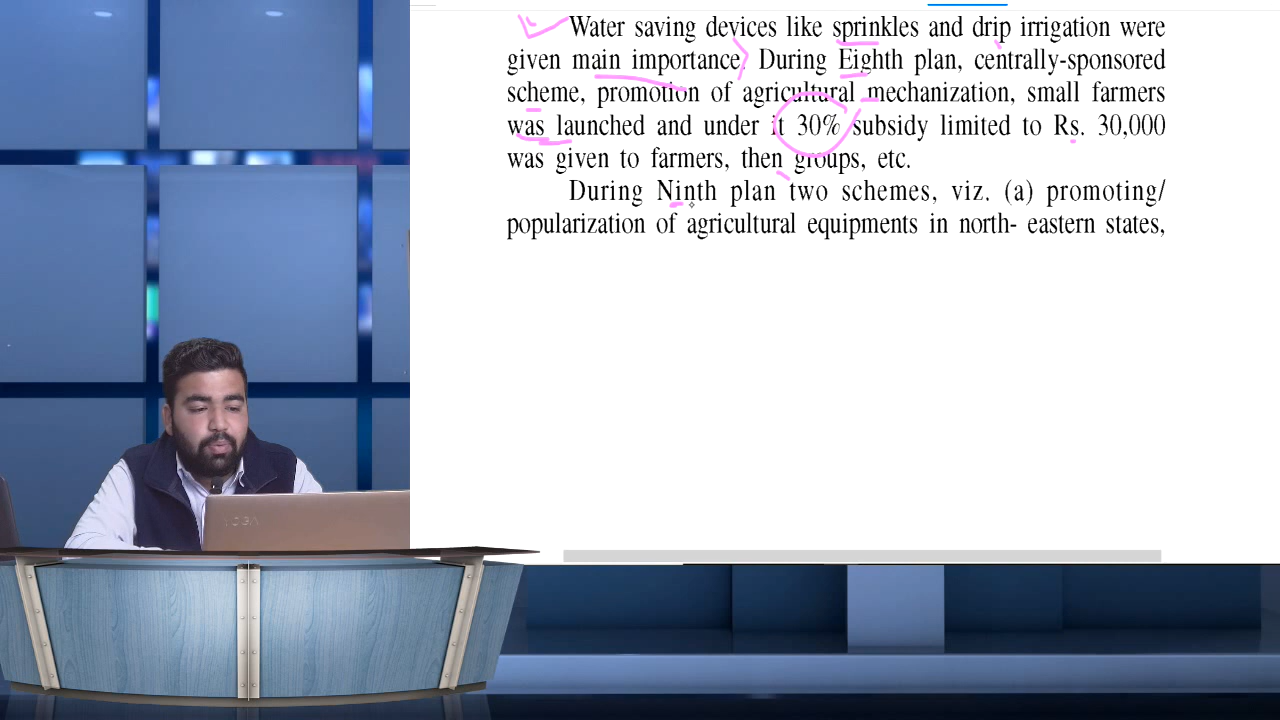 Water saving devices like sprinkles and drip irrigation were
given main importance. During Eighth plan, centrally-sponsored
scheme, promotion of agricultural mechanization, small farmers
was launched and under it 30% subsidy limited to Rs. 30,000
was given to farmers, then groups, etc.
During Ninth plan two schemes, viz. (a) promoting/
popularization of agricultural equipments in north- eastern states,